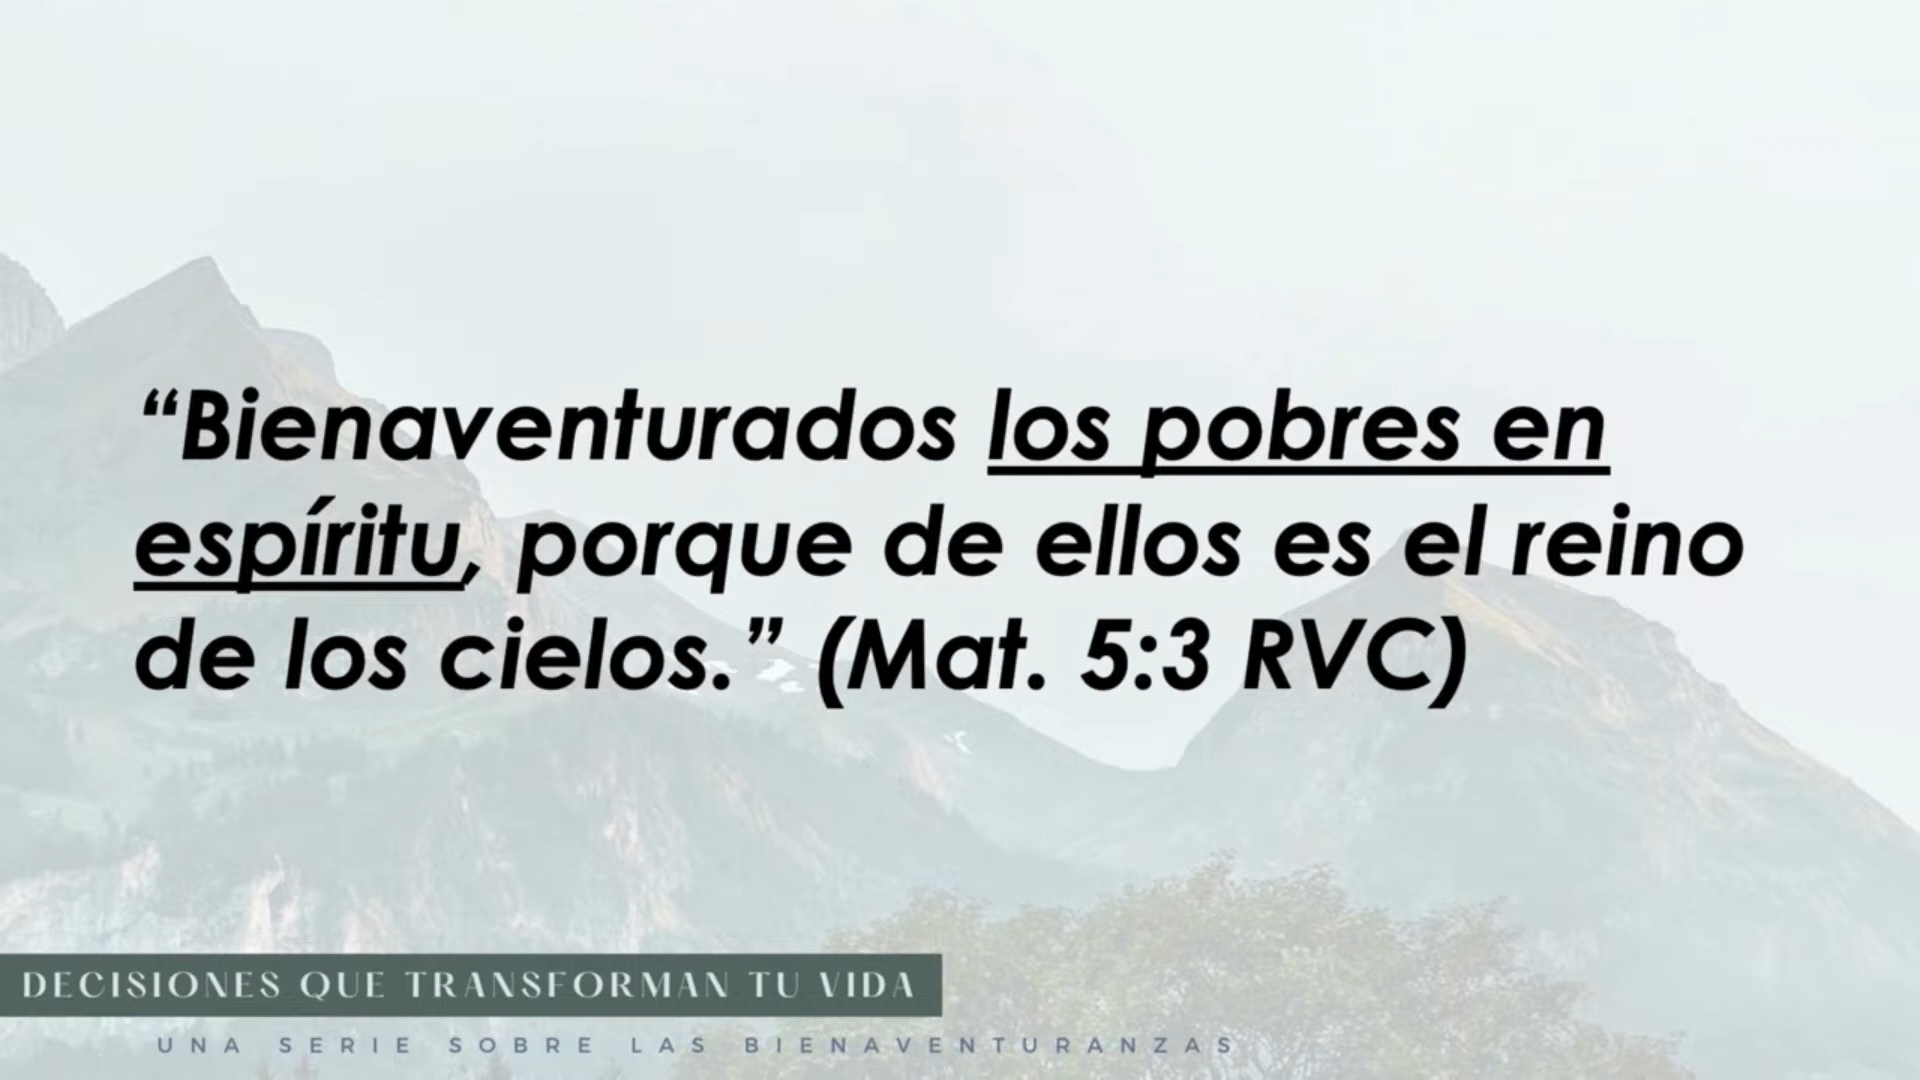 “Bienaventurados los pobres en
espíritu, porque de ellos es el reino
de los cielos.” (Mat. 5:3 RVC)
DECISIONES QUE TRANSFORMAN TU VIDA
UNA SERIE SOBRE LAS BIENAVENTURANZAS